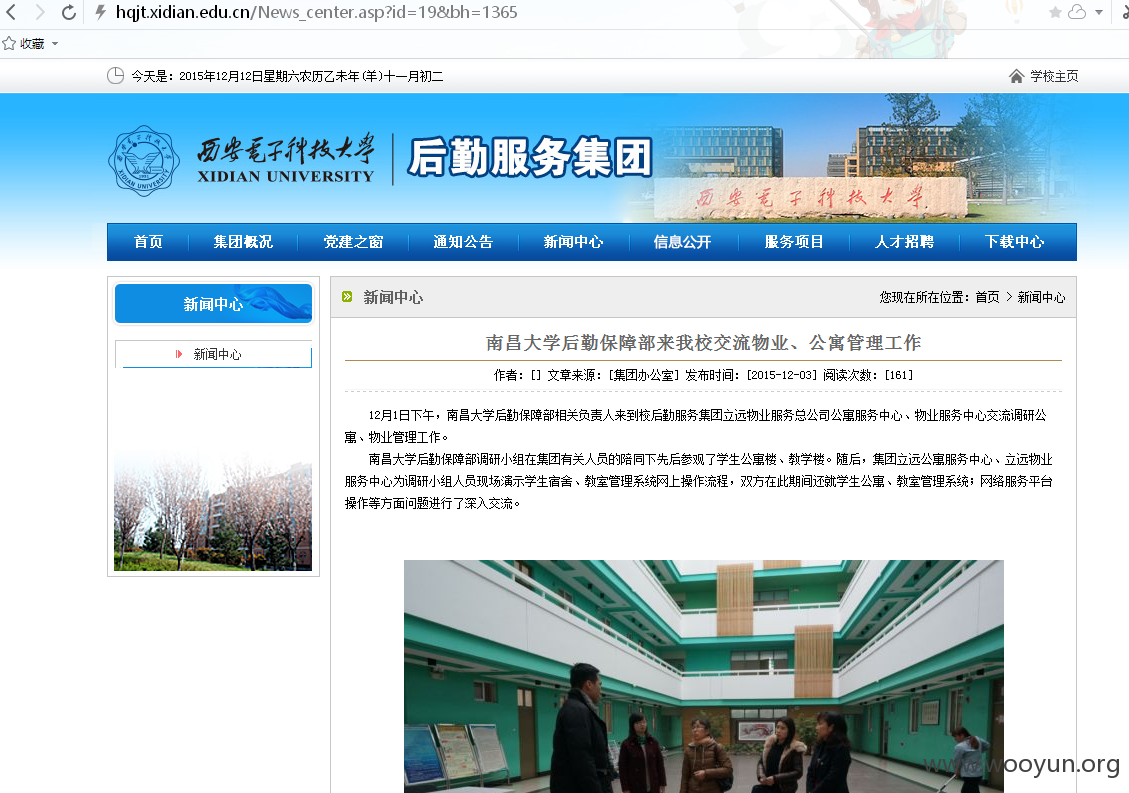 hqjt.xidian.edu.cn/News_center.asp?id=19&bh=1365
收藏
今天是：2015年12月12日星期六农历乙未年(羊)十一月初二
学校主页
西安电子科技大学
XIDIAN UNIVERSITY
后勤服务集团
XIDIAN UNIVERSITY
西安电子科技大学
首页 集团概况 党建之窗 通知公告 新闻中心 信息公开 服务项目 人才招聘 下载中心
新闻中心
新闻中心
新闻中心
您现在所在位置：首页 > 新闻中心
南昌大学后勤保障部来我校交流物业、公寓管理工作
作者：[] 文章来源：[集团办公室] 发布时间：[2015-12-03] 阅读次数：[161]
12月1日下午，南昌大学后勤保障部相关负责人来到校后勤服务集团立远物业服务总公司公寓服务中心、物业服务中心交流调研公
寓、物业管理工作。
南昌大学后勤保障部调研小组在集团有关人员的陪同下先后参观了学生公寓楼、教学楼。随后，集团立远公寓服务中心、立远物业
服务中心为调研小组人员现场演示学生宿舍、教室管理系统网上操作流程，双方在此期间还就学生公寓、教室管理系统；网络服务平台
操作等方面问题进行了深入交流。
www.wooyun.org